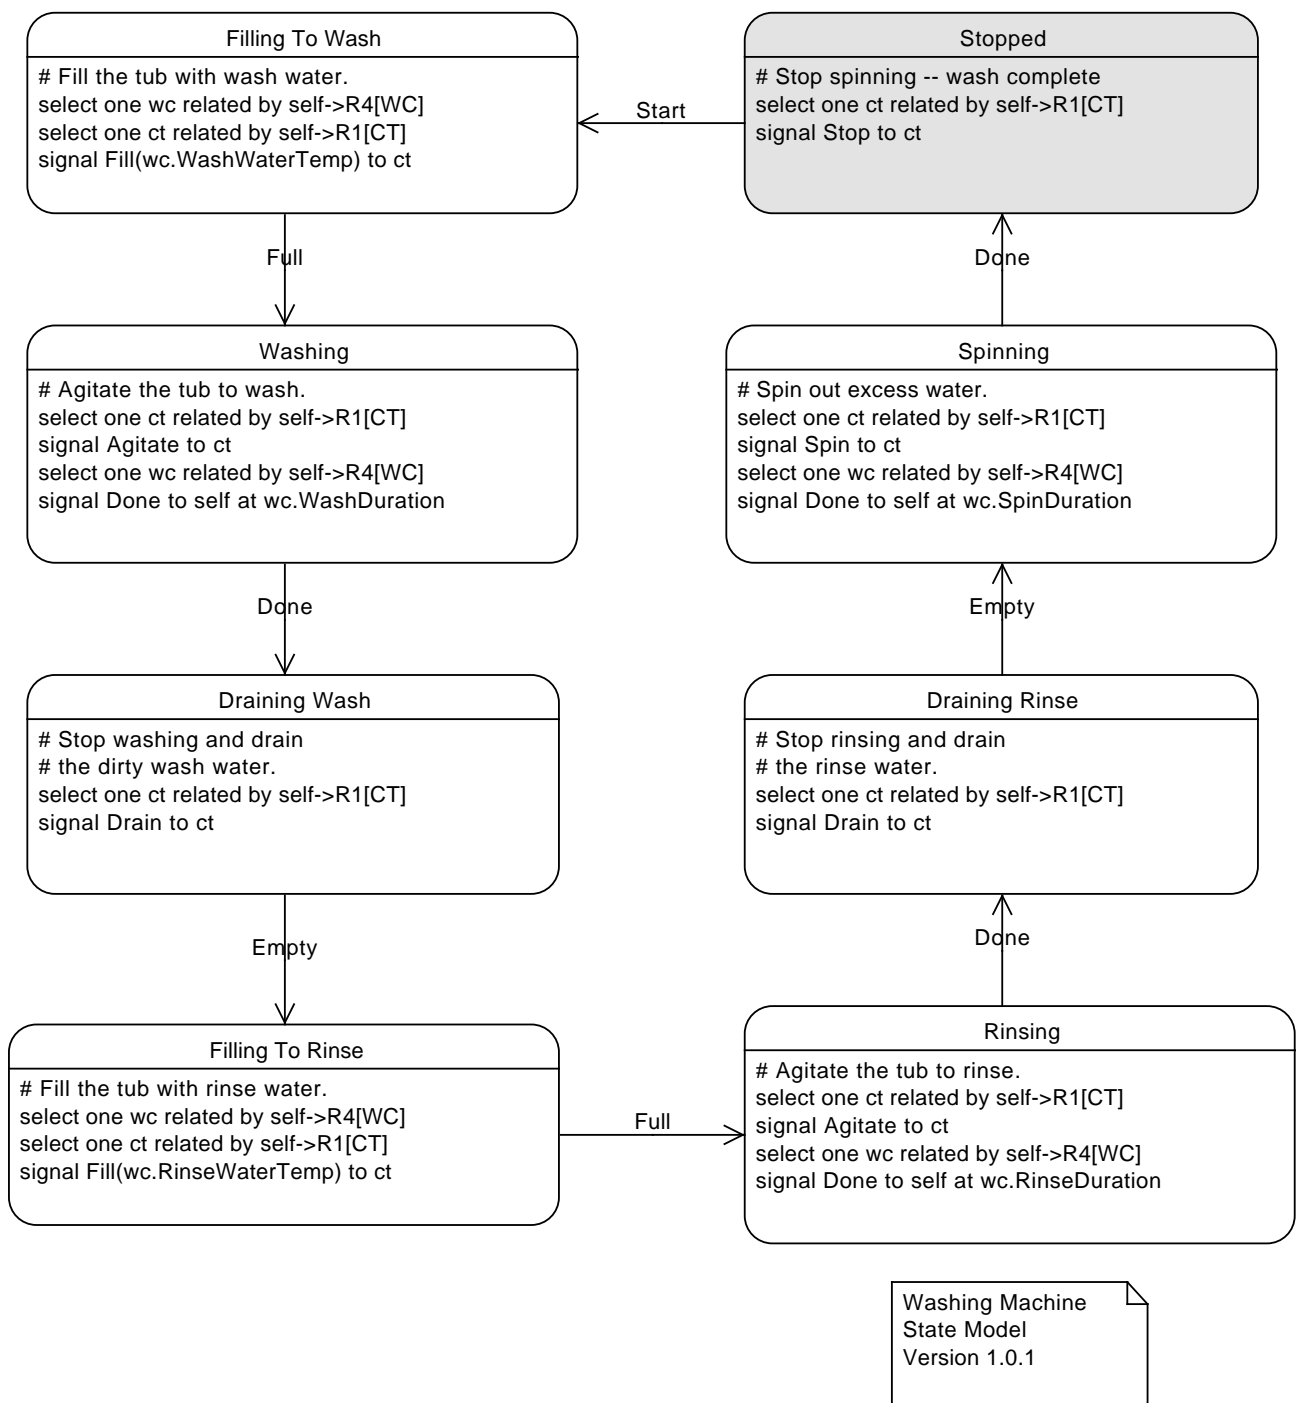 Filling To Wash
# Fill the tub with wash water.
select one wc related by self->R4[WC]
select one ct related by self->R1[CT]
signal Fill(wc.WashWaterTemp) to ct
Start
Stopped
# Stop spinning -- wash complete
select one ct related by self->R1[CT]
signal Stop to ct
Full
Done
Washing
# Agitate the tub to wash.
select one ct related by self->R1[CT]
signal Agitate to ct
select one wc related by self->R4[WC]
signal Done to self at wc.WashDuration
Spinning
# Spin out excess water.
select one ct related by self->R1[CT]
signal Spin to ct
select one wc related by self->R4[WC]
signal Done to self at wc.SpinDuration
Done
Empty
Draining Wash
# Stop washing and drain
# the dirty wash water.
select one ct related by self->R1[CT]
signal Drain to ct
Draining Rinse
# Stop rinsing and drain
# the rinse water.
select one ct related by self->R1[CT]
signal Drain to ct
Empty
Done
Filling To Rinse
# Fill the tub with rinse water.
select one wc related by self->R4[WC]
select one ct related by self->R1[CT]
signal Fill(wc.RinseWaterTemp) to ct
Full
Rinsing
# Agitate the tub to rinse.
select one ct related by self->R1[CT]
signal Agitate to ct
select one wc related by self->R4[WC]
signal Done to self at wc.RinseDuration
Washing Machine
State Model
Version 1.0.1